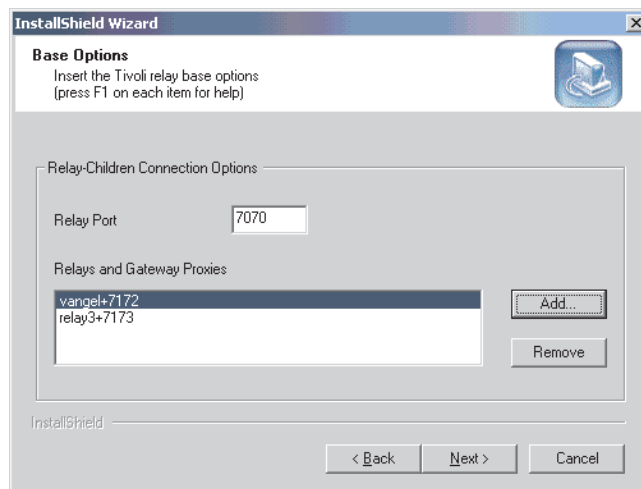 InstallShield Wizard
Base Options
Insert the Tivoli relay base options
(press F1 on each item for help)
Relay-Children Connection Options
Relay Port
7070
Relays and Gateway Proxies
vangel+7172
relay3+7173
Add...
Remove
InstallShield
< Back
Next >
Cancel